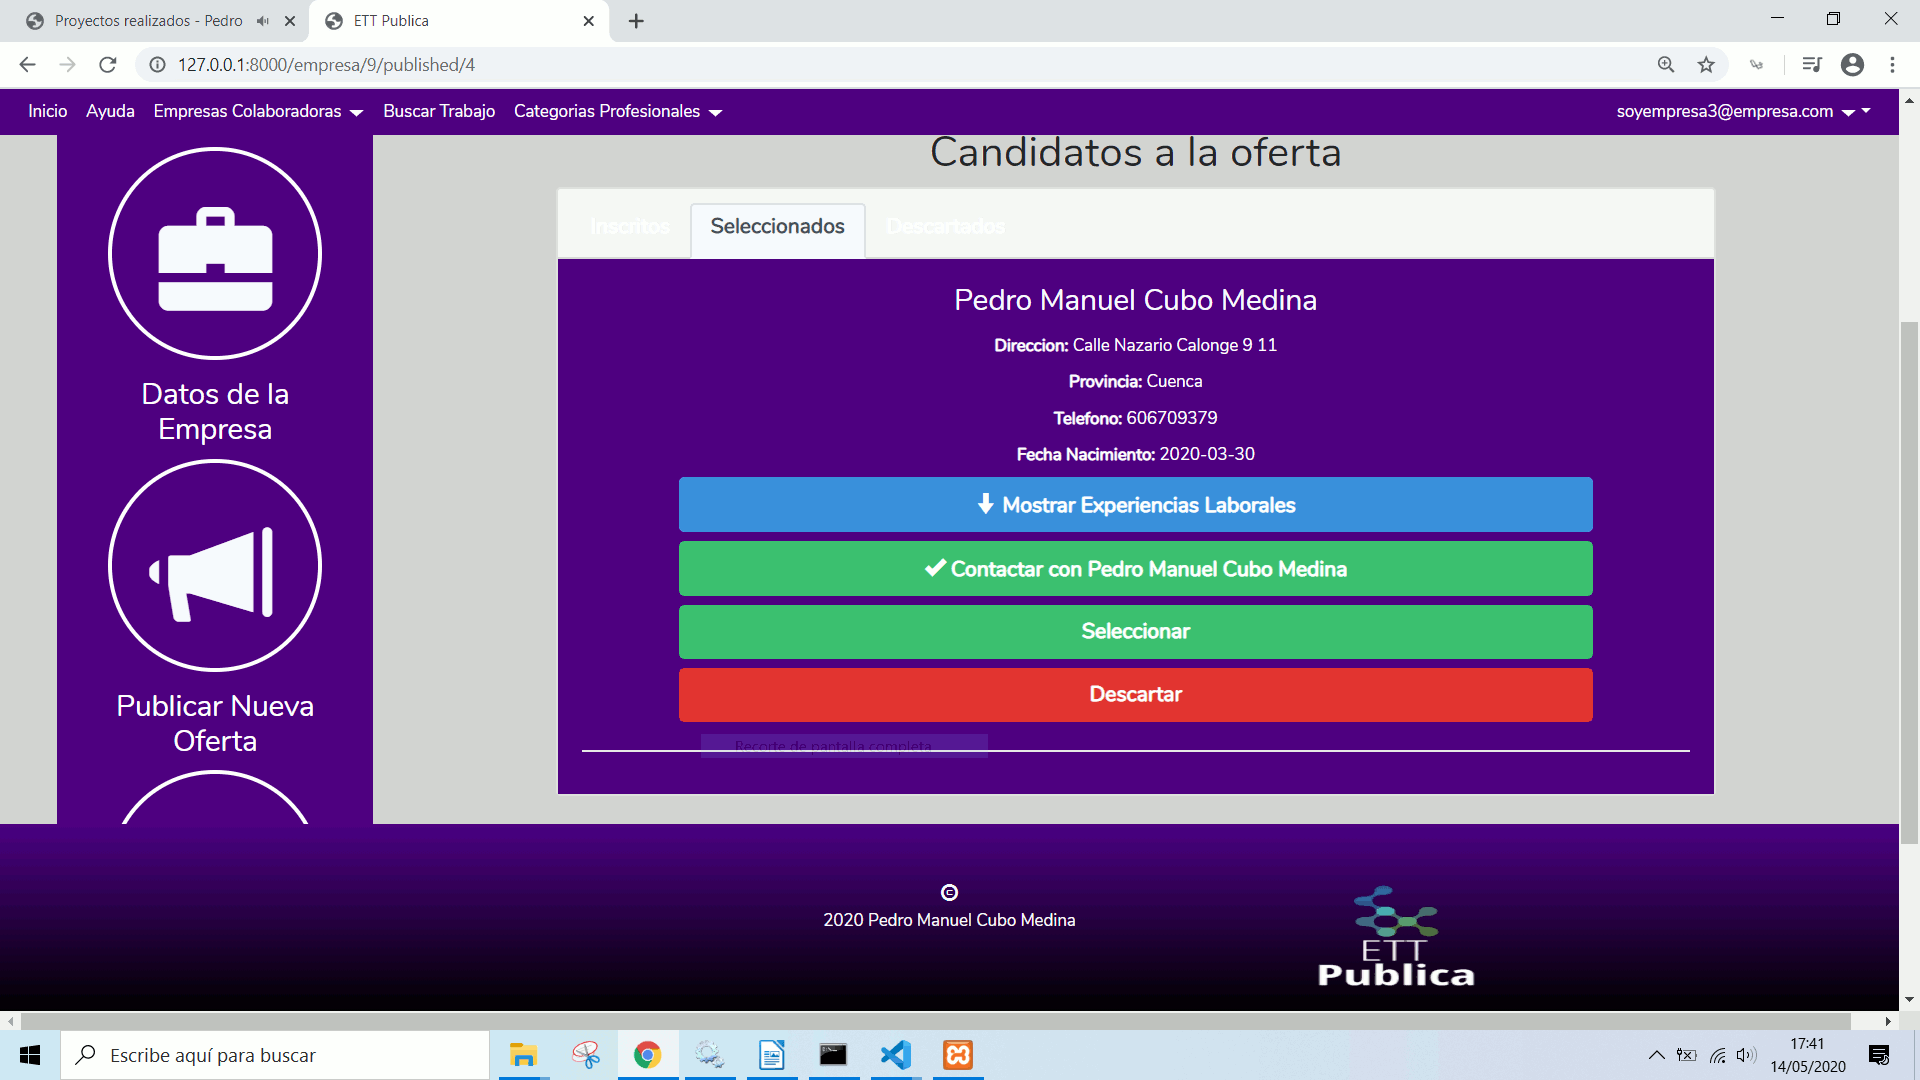 Proyectos realizados - Pedro
ETT Publica
127.0.0.1:8000/empresa/9/published/4
Inicio Ayuda Empresas Colaboradoras Buscar Trabajo Categorias Profesionales soyempresa3@empresa.com
Candidatos a la oferta
Inscritos Seleccionados Descartados
Pedro Manuel Cubo Medina
Direccion: Calle Nazario Calonge 9 11
Provincia: Cuenca
Telefono: 606709379
Fecha Nacimiento: 2020-03-30
Mostrar Experiencias Laborales
Contactar con Pedro Manuel Cubo Medina
Seleccionar
Descartar
Recorte de pantalla completa
Datos de la
Empresa
Publicar Nueva
Oferta
©
2020 Pedro Manuel Cubo Medina
ETT
Publica
Escribe aquí para buscar
17:41
14/05/2020